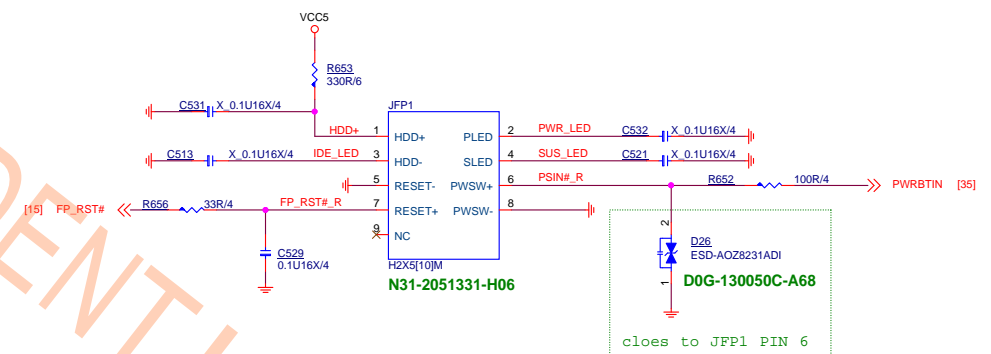 VCC5
R653
330R/6
C531 X_0.1U16X/4
JFP1
HDD+ 1 HDD+ PLED 2 PWR_LED C532 X_0.1U16X/4
C513 X_0.1U16X/4 IDE_LED 3 HDD- SLED 4 SUS_LED C521 X_0.1U16X/4
5 RESET- PWSW+ 6 PSIN#_R R652 100R/4 PWRBTIN [35]
[15] FP_RST# R656 33R/4 FP_RST#_R 7 RESET+ PWSW- 8
9 NC
C529
0.1U16X/4
H2X5[10]M
N31-2051331-H06
2
D26
ESD-AOZ8231ADI
1
D0G-130050C-A68
cloes to JFP1 PIN 6
DENTI